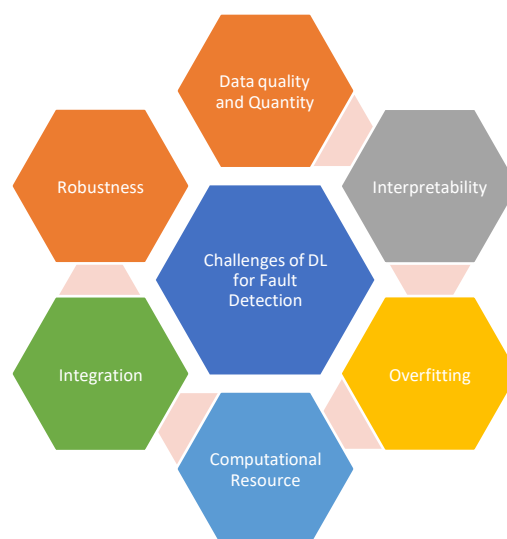 Data quality
and Quantity
Robustness
Interpretability
Challenges of DL
for Fault
Detection
Integration
Overfitting
Computational
Resource